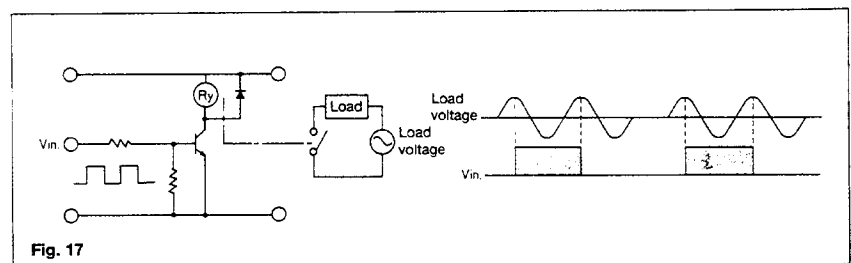 Ry
Vin.
Load
Load
voltage
Load
voltage
Vin.
Fig. 17